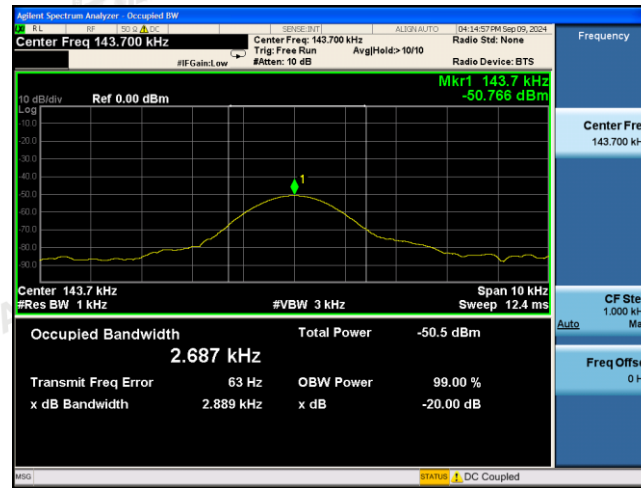 Agilent Spectrum Analyzer - Occupied BW
RL RF 50 Ω DC SENSE:INT ALIGN AUTO 04:14:57 PM Sep 09, 2024
Center Freq 143.700 kHz
Center Freq: 143.700 kHz Radio Std: None
Trig: Free Run Avg|Hold:> 10/10
#IFGain:Low #Atten: 10 dB Radio Device: BTS
Frequency
Mkr1 143.7 kHz
10 dB/div Ref 0.00 dBm -50.766 dBm
Log
-10.0
-20.0
-30.0
-40.0
-50.0
-60.0
-70.0
-80.0
-90.0
1
Center Fre
143.700 kH
Center 143.7 kHz Span 10 kHz
#Res BW 1 kHz #VBW 3 kHz Sweep 12.4 ms
CF Ste
1.000 kH
Auto Ma
Occupied Bandwidth Total Power -50.5 dBm
2.687 kHz
Transmit Freq Error 63 Hz OBW Power 99.00 %
x dB Bandwidth 2.889 kHz x dB -20.00 dB
Freq Offs
0 H
MSG STATUS DC Coupled